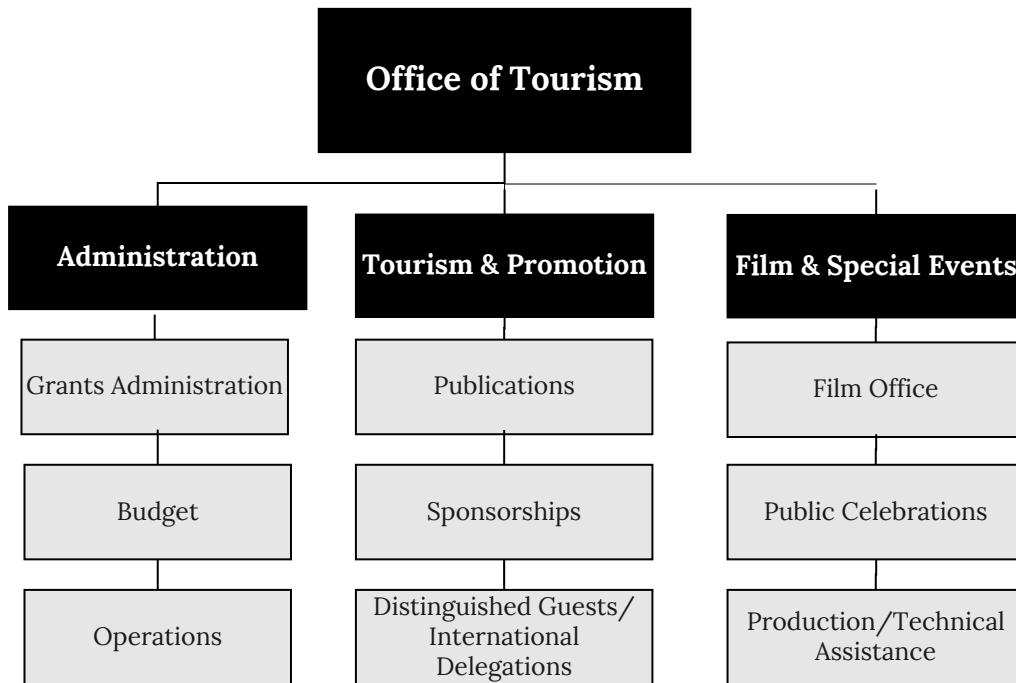 Office of Tourism
Administration
Tourism & Promotion
Film & Special Events
Grants Administration
Publications
Film Office
Budget
Sponsorships
Public Celebrations
Operations
Distinguished Guests/
International
Delegations
Production/Technical
Assistance